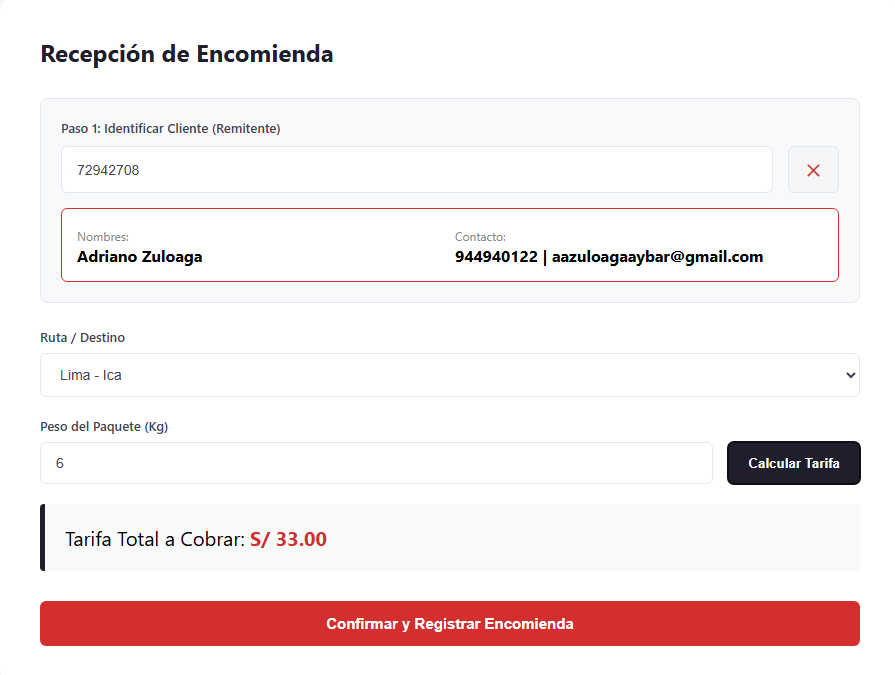 Recepción de Encomienda
Paso 1: Identificar Cliente (Remitente)
72942708
Nombres:
Adriano Zuloaga
Contacto:
944940122 | aazuloagaaybar@gmail.com
Ruta / Destino
Lima - Ica
Peso del Paquete (Kg)
6
Calcular Tarifa
Tarifa Total a Cobrar: S/ 33.00
Confirmar y Registrar Encomienda